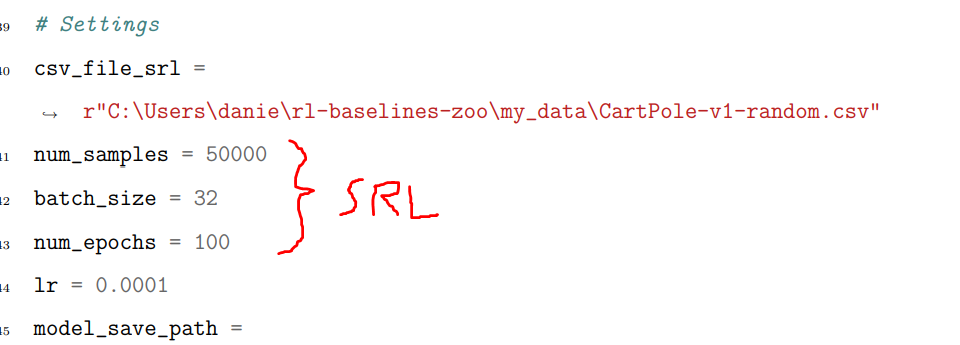 39 # Settings
40 csv_file_srl =
↪ r"C:\Users\danie\rl-baselines-zoo\my_data\CartPole-v1-random.csv"
41 num_samples = 50000
42 batch_size = 32
43 num_epochs = 100
SRL
44 lr = 0.0001
45 model_save_path =